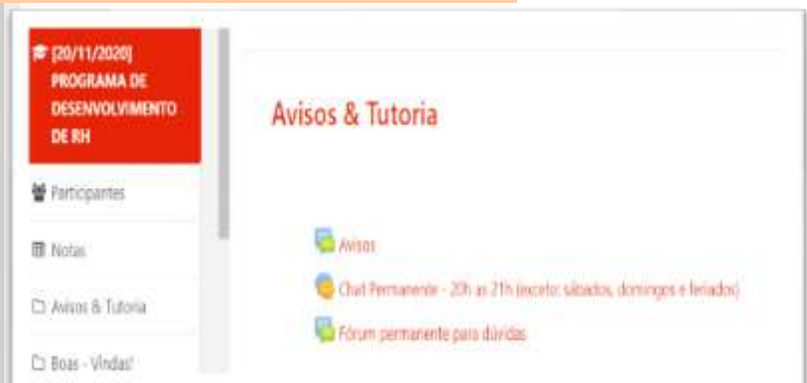 [20/11/2020]
PROGRAMA DE
DESENVOLVIMENTO
DE RH
Participantes
Notas
Avisos & Tutoria
Boas - Vindas!
Avisos & Tutoria
Avisos
Chat Permanente - 20h as 21h (exceto: sábados, domingos e feriados)
Fórum permanente para dúvidas